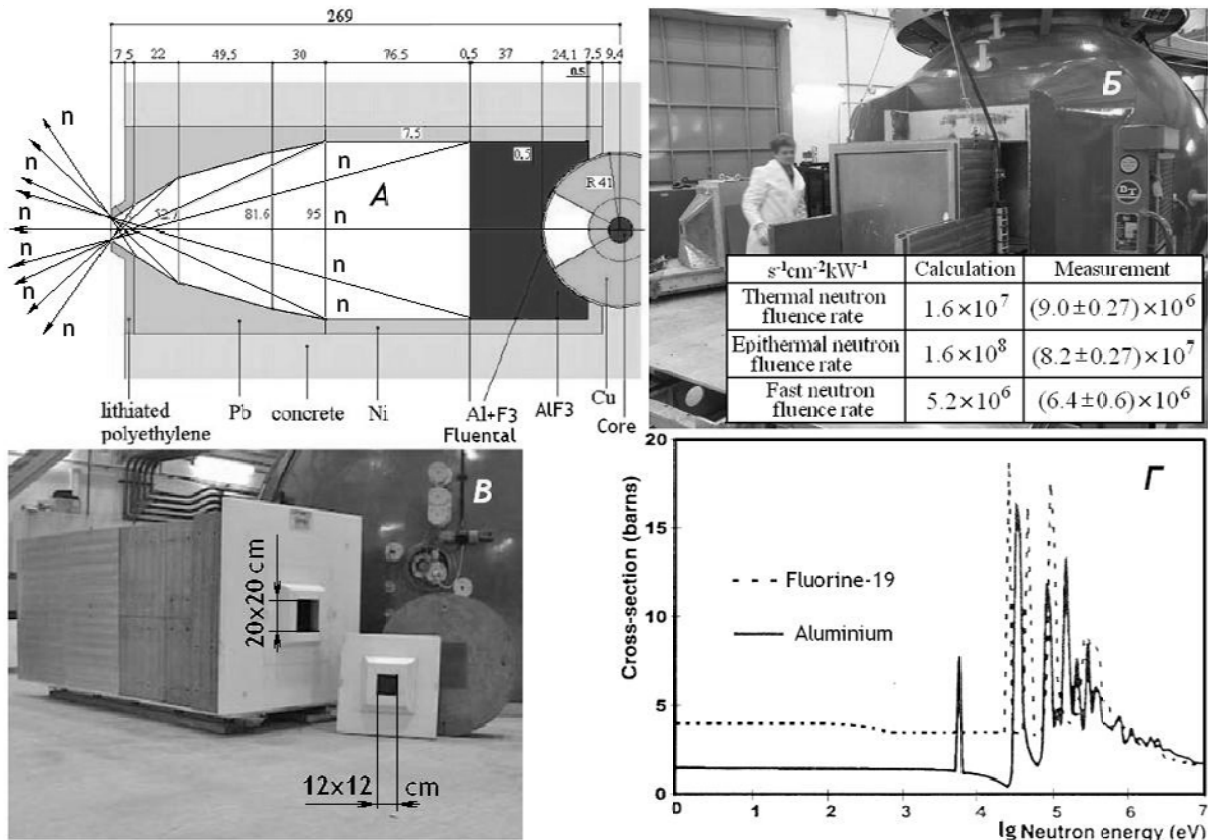 269
7.5 22 49.5 30 76.5 0.5 37 24.1 7.5 9.4
0.5
7.5
0.5
R 41
n
n
n
n
n
n
n
n
A
81.6
95
lithiated
polyethylene
Pb
concrete
Ni
Al+F3
Fluental
AlF3
Cu
Core
Б
s⁻¹cm⁻²kW⁻¹ Calculation Measurement
Thermal neutron
fluence rate
1.6×10⁷ (9.0±0.27)×10⁶
Epithermal neutron
fluence rate
1.6×10⁸ (8.2±0.27)×10⁷
Fast neutron
fluence rate
5.2×10⁶ (6.4±0.6)×10⁶
В
20x20 cm
12x12 cm
Г
Cross-section (barns)
20
15
10
5
0
Fluorine-19
Aluminium
0 1 2 3 4 5 6 7
lg Neutron energy (eV)